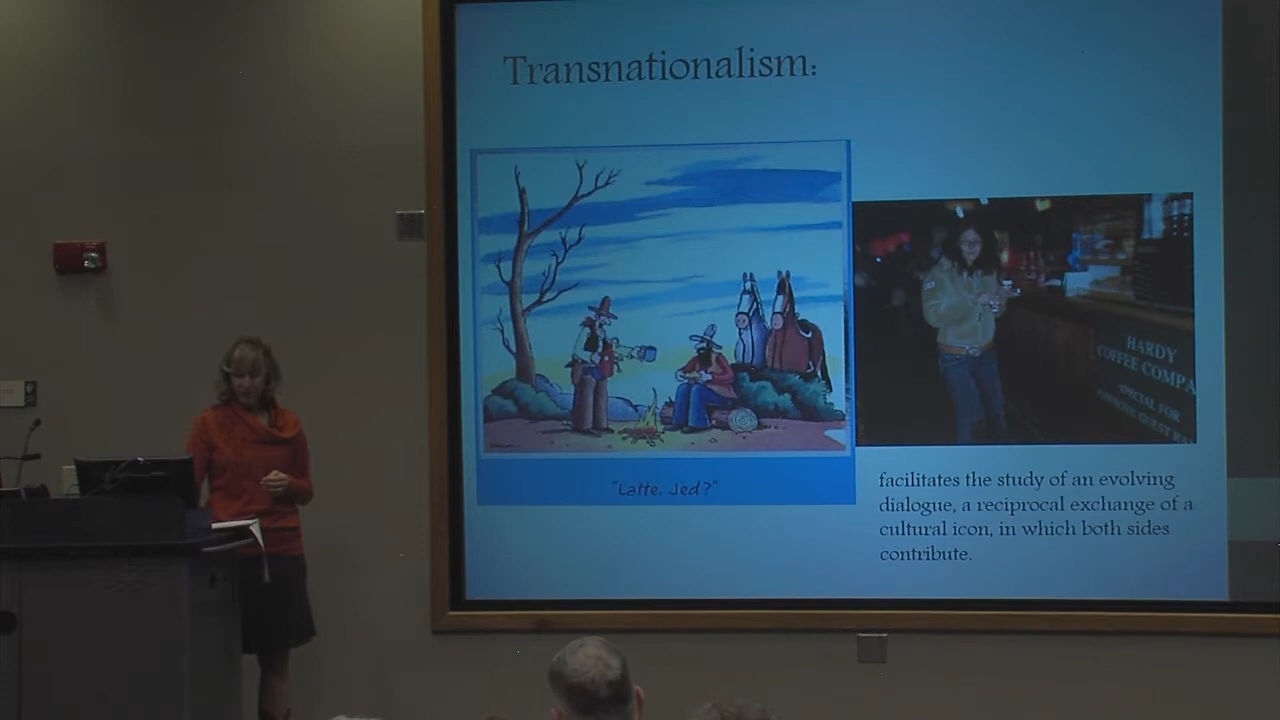 Transnationalism:
"Latte, Jed?"
HARDY
COFFEE COMPA
SPECIAL FOR
facilitates the study of an evolving
dialogue, a reciprocal exchange of a
cultural icon, in which both sides
contribute.